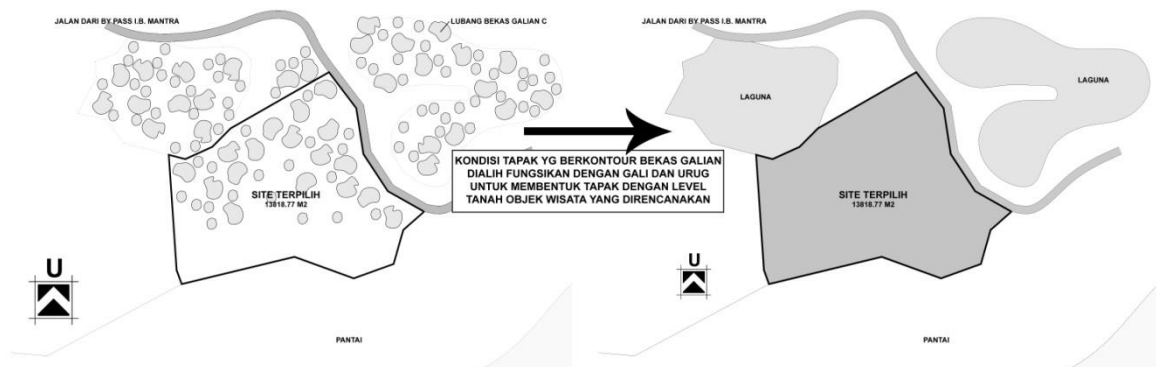 JALAN DARI BY PASS I.B. MANTRA
LUBANG BEKAS GALIAN C
SITE TERPILIH
13818.77 M2
U
PANTAI
KONDISI TAPAK YG BERKONTOUR BEKAS GALIAN
DIALIH FUNGSIKAN DENGAN GALI DAN URUG
UNTUK MEMBENTUK TAPAK DENGAN LEVEL
TANAH OBJEK WISATA YANG DIRENCANAKAN
JALAN DARI BY PASS I.B. MANTRA
LAGUNA
LAGUNA
SITE TERPILIH
13818.77 M2
U
PANTAI